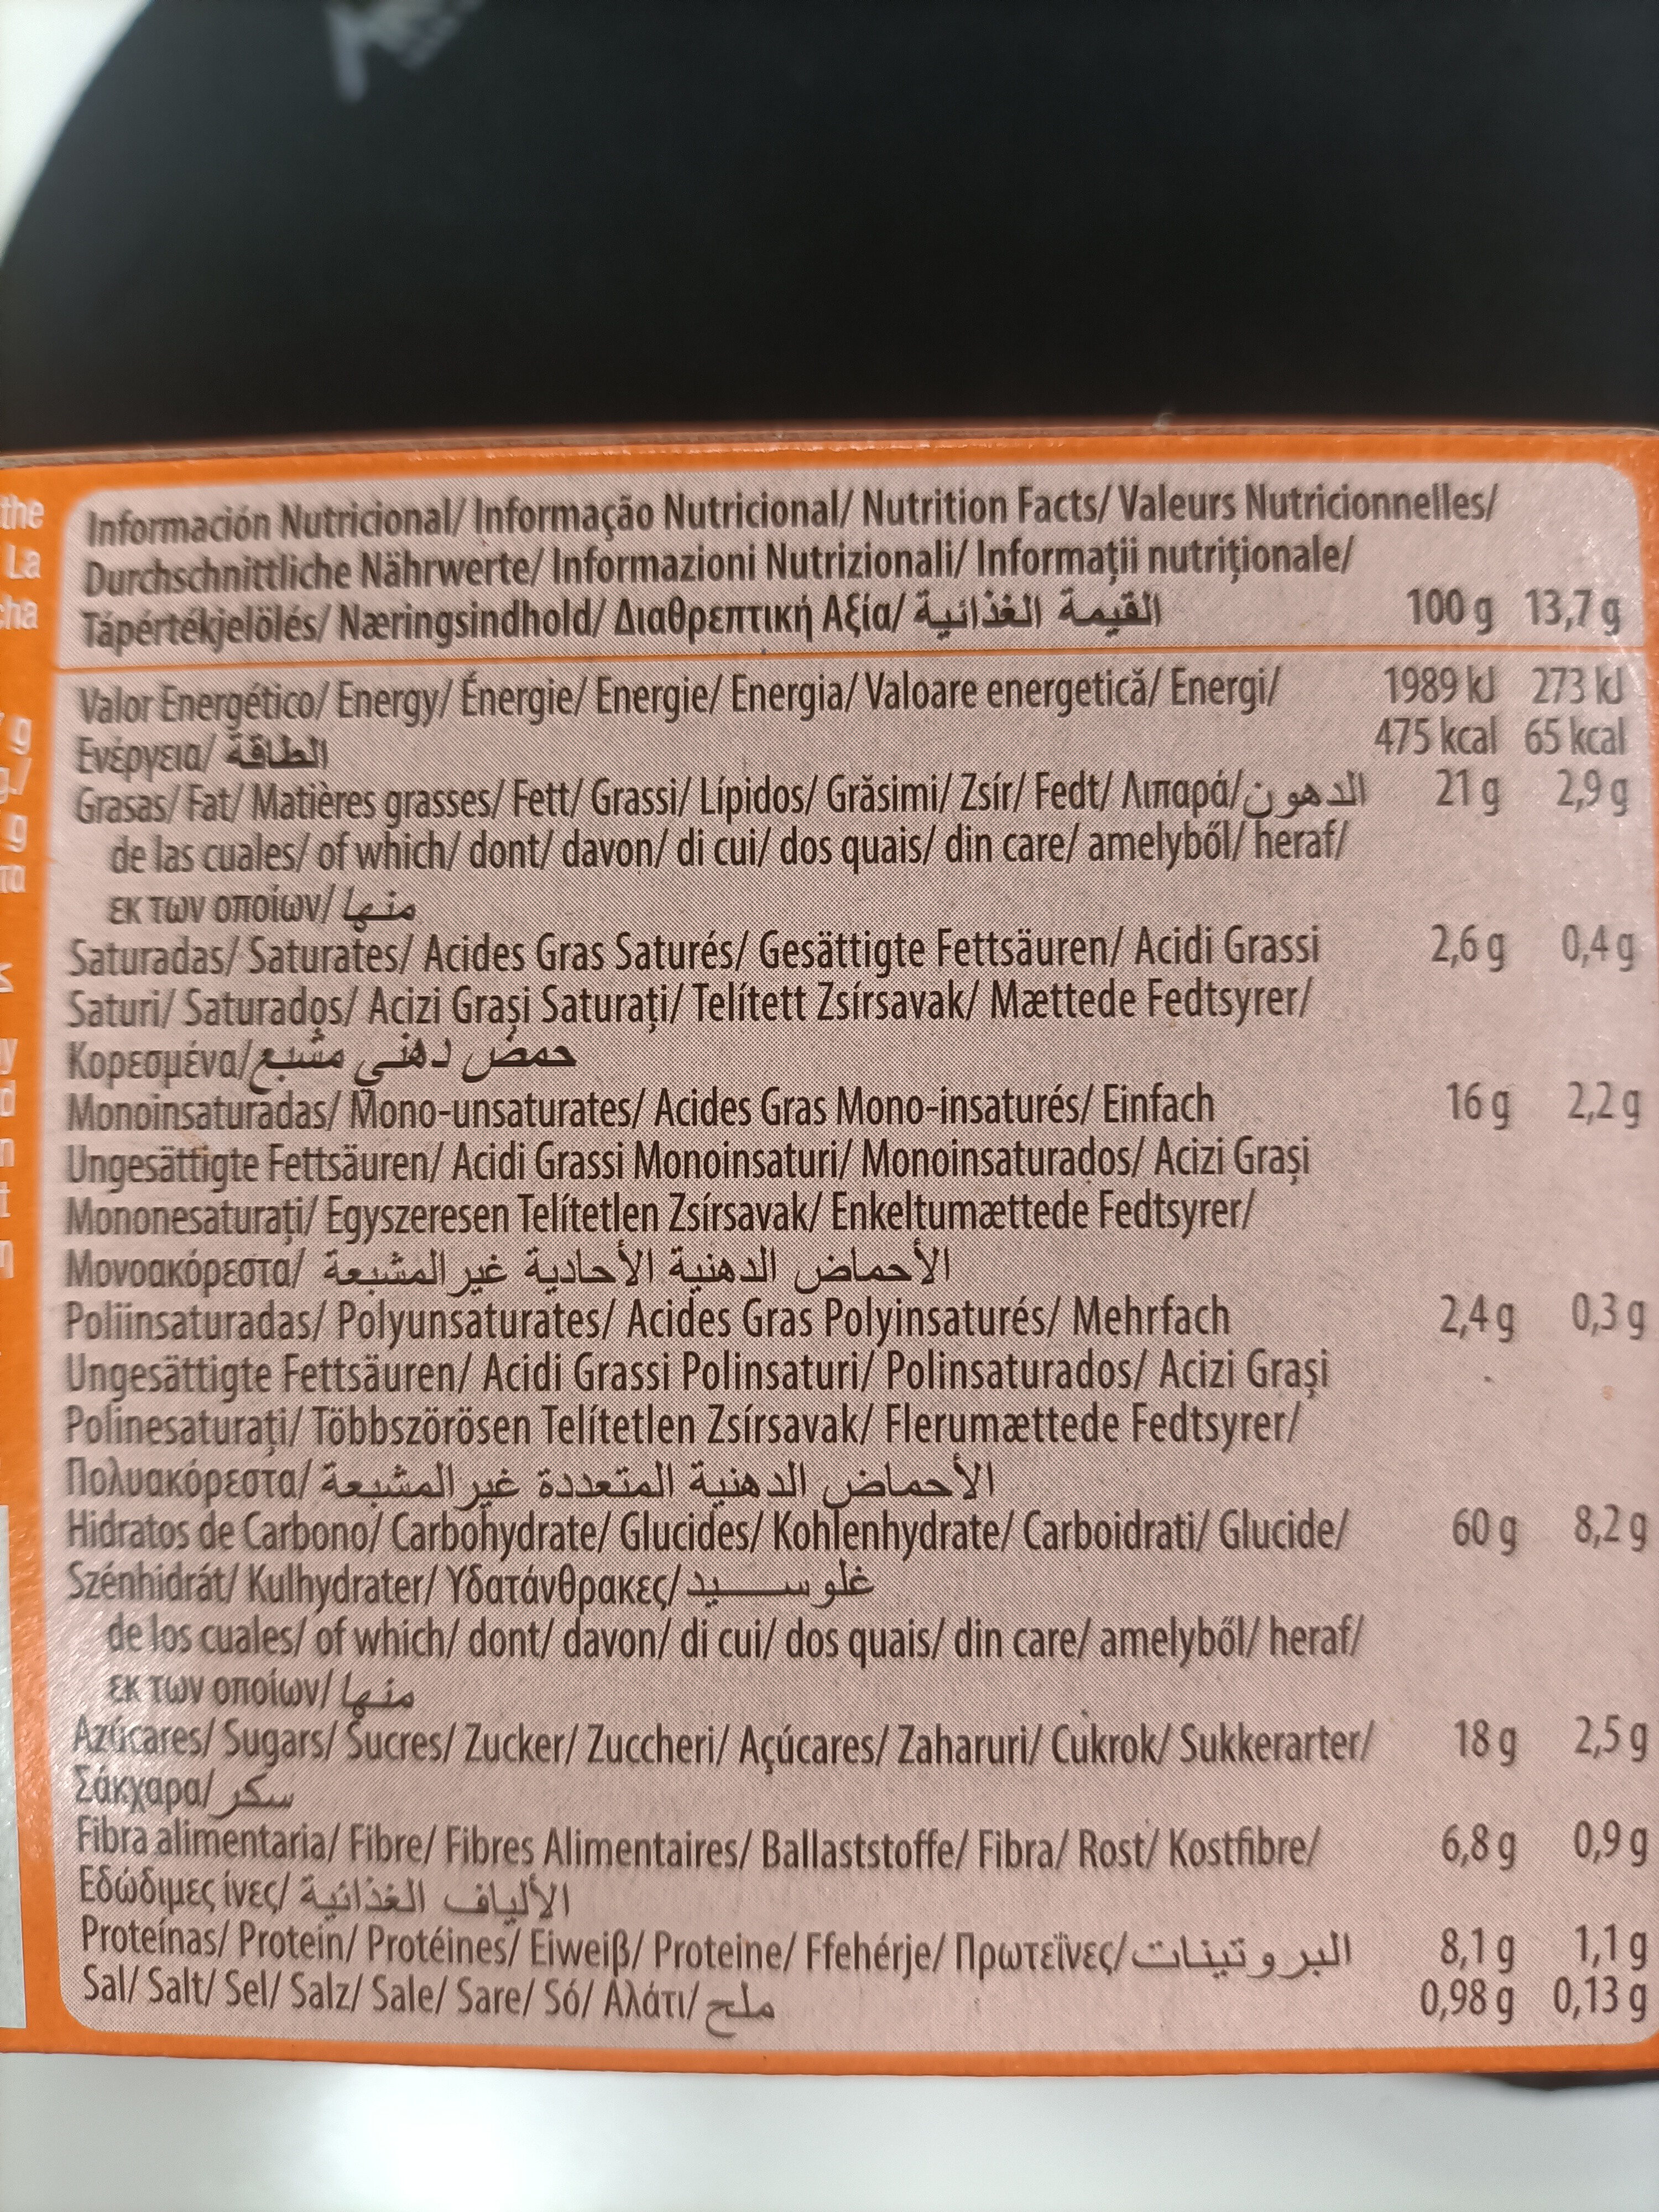 the
La
cha
Información Nutricional/ Informação Nutricional/ Nutrition Facts/ Valeurs Nutricionnelles/
Durchschnittliche Nährwerte/ Informazioni Nutrizionali/ Informații nutriționale/
Tápértékjelölés/ Næringsindhold/ Διαθρεπτική Αξία/ القيمة الغذائية 100 g 13,7 g
Valor Energético/ Energy/ Énergie/ Energie/ Energia/ Valoare energetică/ Energi/ 1989 kJ 273 kJ
Ενέργεια/ الطاقة 475 kcal 65 kcal
Grasas/ Fat/ Matières grasses/ Fett/ Grassi/ Lípidos/ Grăsimi/ Zsír/ Fedt/ Λιπαρά/ الدهون 21 g 2,9 g
de las cuales/ of which/ dont/ davon/ di cui/ dos quais/ din care/ amelyből/ heraf/
εκ των οποίων/ منها
Saturadas/ Saturates/ Acides Gras Saturés/ Gesättigte Fettsäuren/ Acidi Grassi 2,6 g 0,4 g
Saturi/ Saturados/ Acizi Grași Saturați/ Telített Zsírsavak/ Mættede Fedtsyrer/
Κορεσμένα/ حمض دهني مشبع
Monoinsaturadas/ Mono-unsaturates/ Acides Gras Mono-insaturés/ Einfach 16 g 2,2 g
Ungesättigte Fettsäuren/ Acidi Grassi Monoinsaturi/ Monoinsaturados/ Acizi Grași
Mononesaturați/ Egyszeresen Telítetlen Zsírsavak/ Enkeltumættede Fedtsyrer/
Μονοακόρεστα/ الأحماض الدهنية الأحادية غير المشبعة
Poliinsaturadas/ Polyunsaturates/ Acides Gras Polyinsaturés/ Mehrfach 2,4 g 0,3 g
Ungesättigte Fettsäuren/ Acidi Grassi Polinsaturi/ Polinsaturados/ Acizi Grași
Polinesaturați/ Többszörösen Telítetlen Zsírsavak/ Flerumættede Fedtsyrer/
Πολυακόρεστα/ الأحماض الدهنية المتعددة غير المشبعة
Hidratos de Carbono/ Carbohydrate/ Glucides/ Kohlenhydrate/ Carboidrati/ Glucide/ 60 g 8,2 g
Szénhidrát/ Kulhydrater/ Υδατάνθρακες/ غلوســـيد
de los cuales/ of which/ dont/ davon/ di cui/ dos quais/ din care/ amelyből/ heraf/
εκ των οποίων/ منها
Azúcares/ Sugars/ Sucres/ Zucker/ Zuccheri/ Açúcares/ Zaharuri/ Cukrok/ Sukkerarter/ 18 g 2,5 g
Σάκχαρα/ سكر
Fibra alimentaria/ Fibre/ Fibres Alimentaires/ Ballaststoffe/ Fibra/ Rost/ Kostfibre/ 6,8 g 0,9 g
Εδώδιμες ίνες/ الألياف الغذائية
Proteínas/ Protein/ Protéines/ Eiweiß/ Proteine/ Ffehérje/ Πρωτεΐνες/ البروتينات 8,1 g 1,1 g
Sal/ Salt/ Sel/ Salz/ Sale/ Sare/ Só/ Αλάτι/ ملح 0,98 g 0,13 g